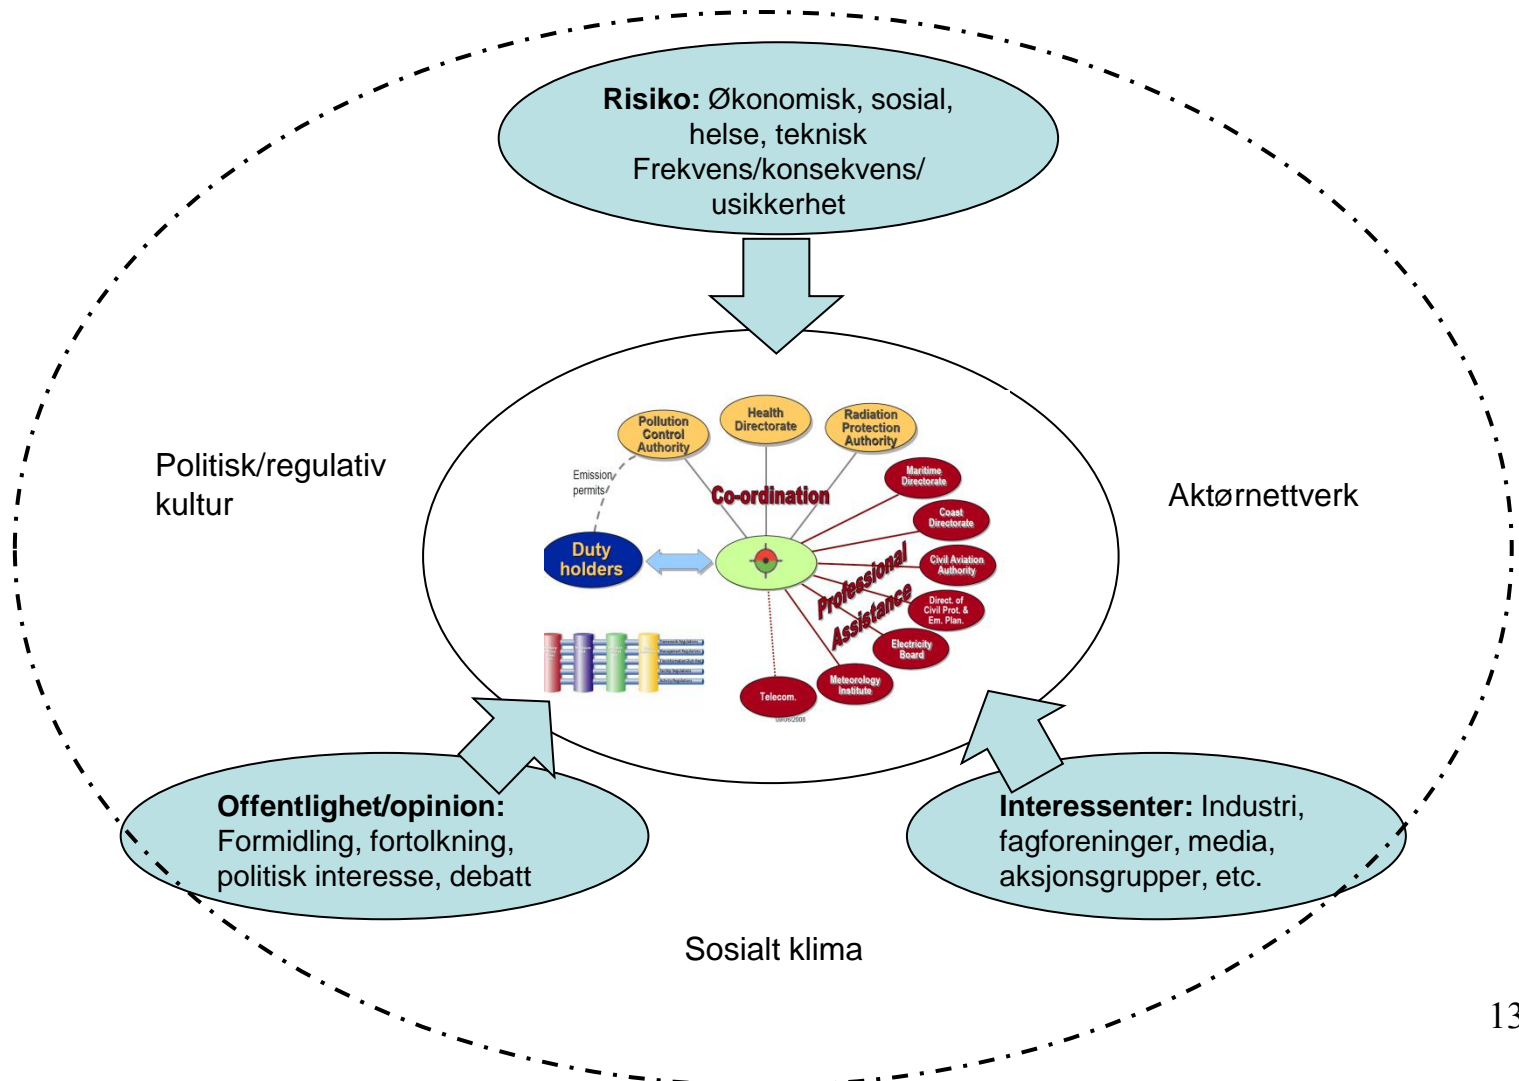 Risiko: Økonomisk, sosial,
helse, teknisk
Frekvens/konsekvens/
usikkerhet
Politisk/regulativ
kultur
Aktørnettverk
Pollution
Control
Authority
Health
Directorate
Radiation
Protection
Authority
Emission
permits
Co-ordination
Maritime
Directorate
Coast
Directorate
Civil Aviation
Authority
Direct. of
Civil Prot. &
Em. Plan.
Electricity
Board
Meteorology
Institute
Telecom.
Professional
Assistance
Duty
holders
Offentlighet/opinion:
Formidling, fortolkning,
politisk interesse, debatt
Interessenter: Industri,
fagforeninger, media,
aksjonsgrupper, etc.
Sosialt klima
13